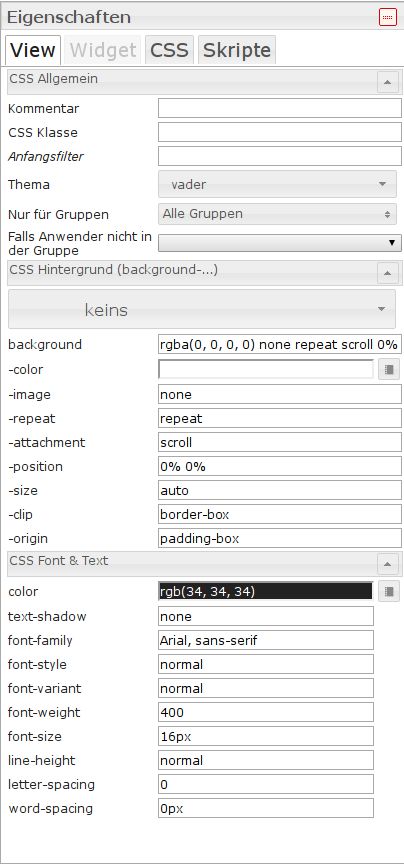 Eigenschaften
View Widget CSS Skripte
CSS Allgemein
Kommentar
CSS Klasse
Anfangsfilter
Thema vader
Nur für Gruppen Alle Gruppen
Falls Anwender nicht in
der Gruppe
CSS Hintergrund (background-...)
keins
background rgba(0, 0, 0, 0) none repeat scroll 0%
-color
-image none
-repeat repeat
-attachment scroll
-position 0% 0%
-size auto
-clip border-box
-origin padding-box
CSS Font & Text
color rgb(34, 34, 34)
text-shadow none
font-family Arial, sans-serif
font-style normal
font-variant normal
font-weight 400
font-size 16px
line-height normal
letter-spacing 0
word-spacing 0px